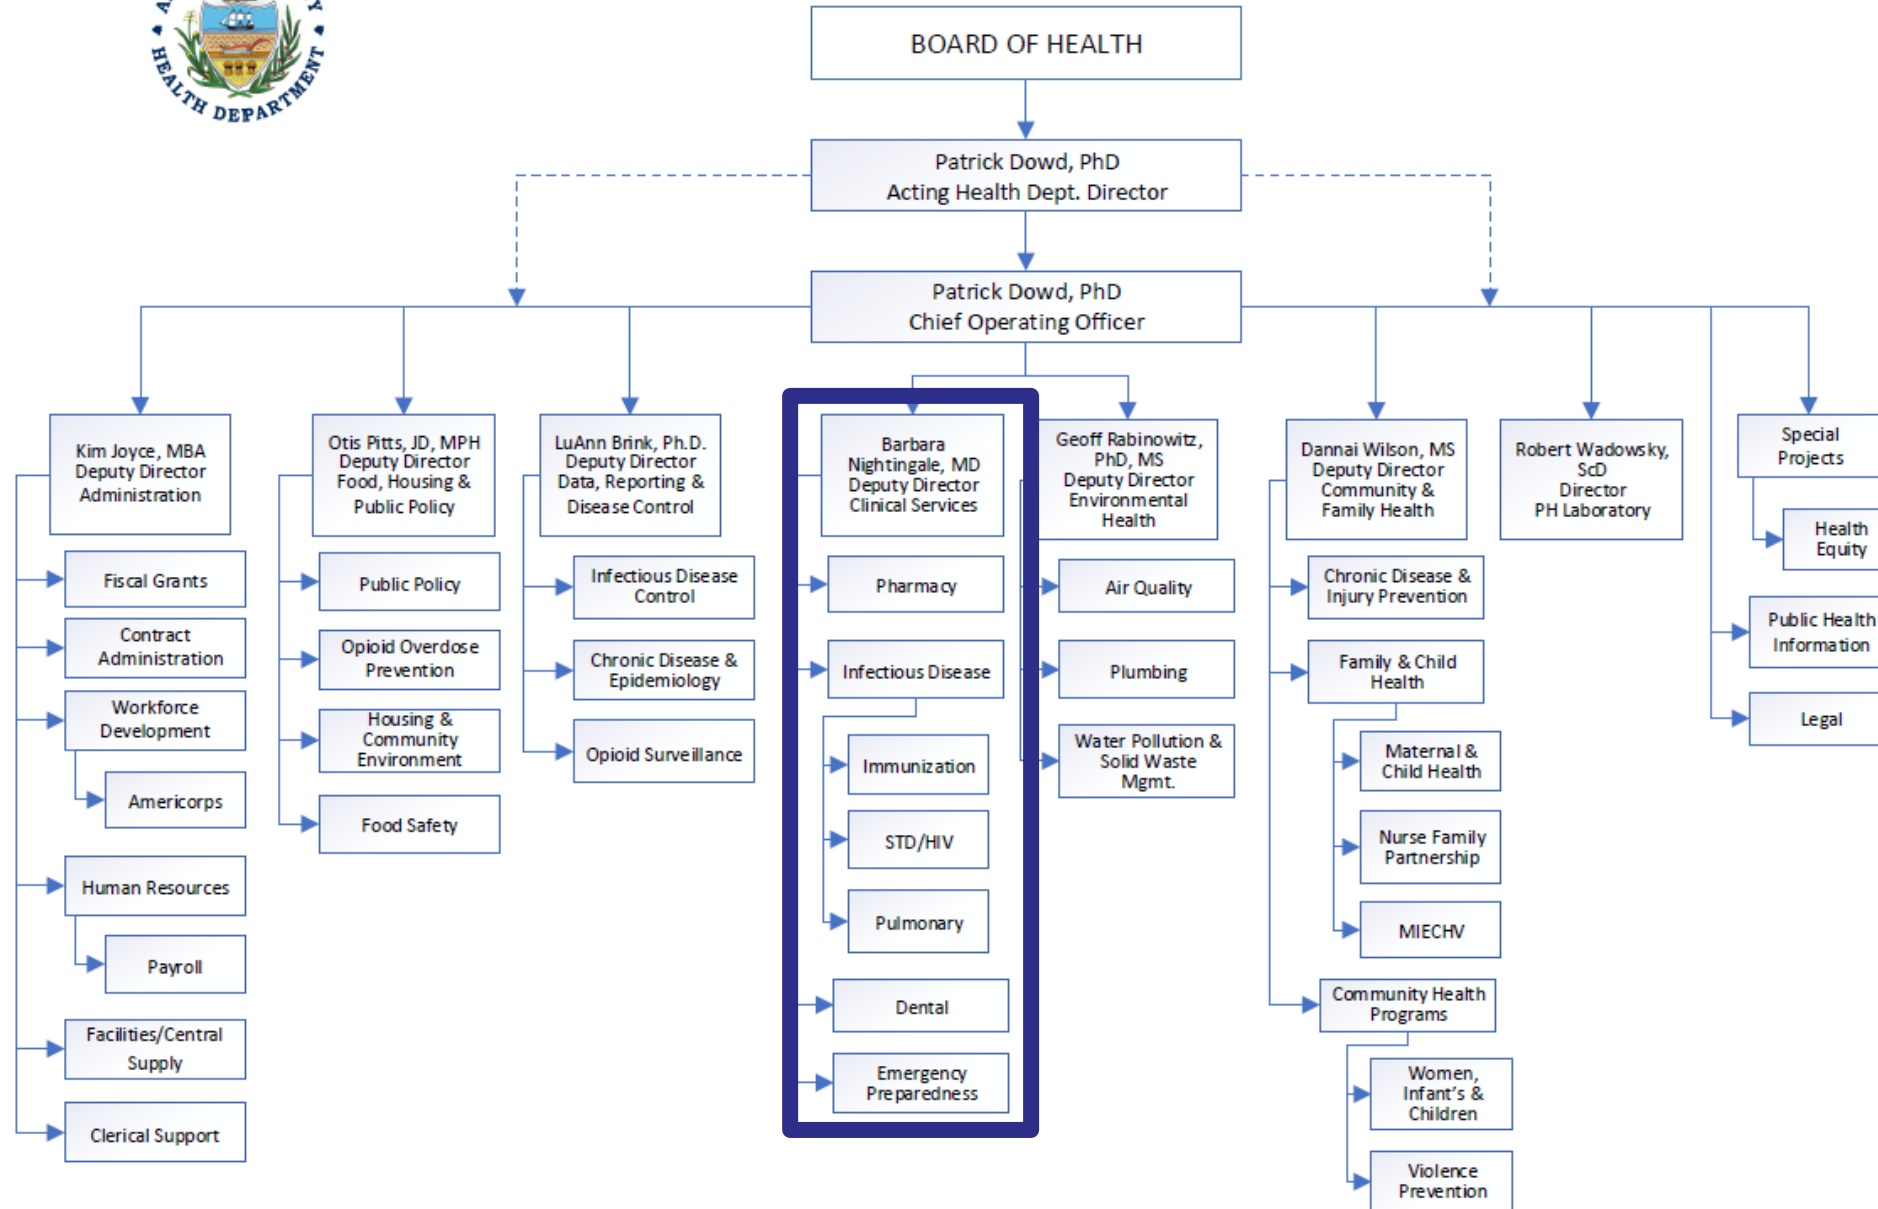 HEALTH DEPARTMENT
BOARD OF HEALTH
Patrick Dowd, PhD
Acting Health Dept. Director
Patrick Dowd, PhD
Chief Operating Officer
Kim Joyce, MBA
Deputy Director
Administration
Fiscal Grants
Contract
Administration
Workforce
Development
Americorps
Human Resources
Payroll
Facilities/Central
Supply
Clerical Support
Otis Pitts, JD, MPH
Deputy Director
Food, Housing &
Public Policy
Public Policy
Opioid Overdose
Prevention
Housing &
Community
Environment
Food Safety
LuAnn Brink, Ph.D.
Deputy Director
Data, Reporting &
Disease Control
Infectious Disease
Control
Chronic Disease &
Epidemiology
Opioid Surveillance
Barbara
Nightingale, MD
Deputy Director
Clinical Services
Pharmacy
Infectious Disease
Immunization
STD/HIV
Pulmonary
Dental
Emergency
Preparedness
Geoff Rabinowitz,
PhD, MS
Deputy Director
Environmental
Health
Air Quality
Plumbing
Water Pollution &
Solid Waste
Mgmt.
Dannai Wilson, MS
Deputy Director
Community &
Family Health
Chronic Disease &
Injury Prevention
Family & Child
Health
Maternal &
Child Health
Nurse Family
Partnership
MIECHV
Community Health
Programs
Women,
Infant's &
Children
Violence
Prevention
Robert Wadowsky,
ScD
Director
PH Laboratory
Special
Projects
Health
Equity
Public Health
Information
Legal